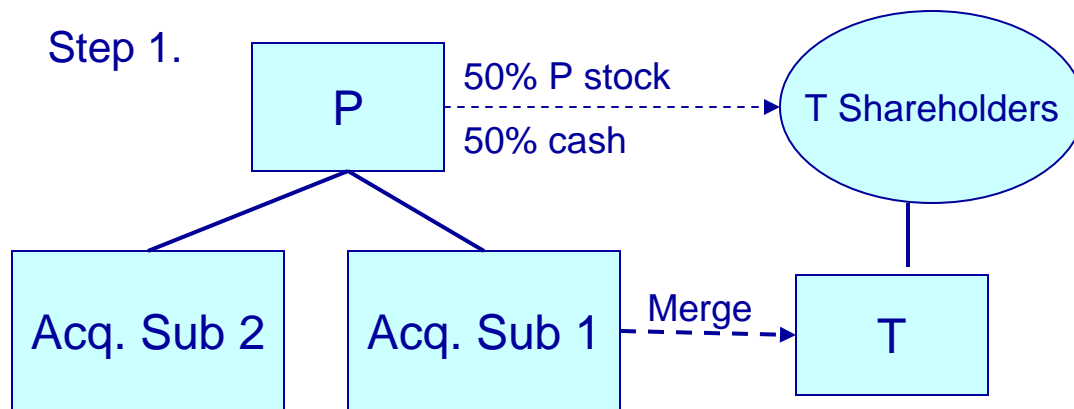 Step 1.
P
50% P stock
50% cash
T Shareholders
Acq. Sub 2
Acq. Sub 1
Merge
T